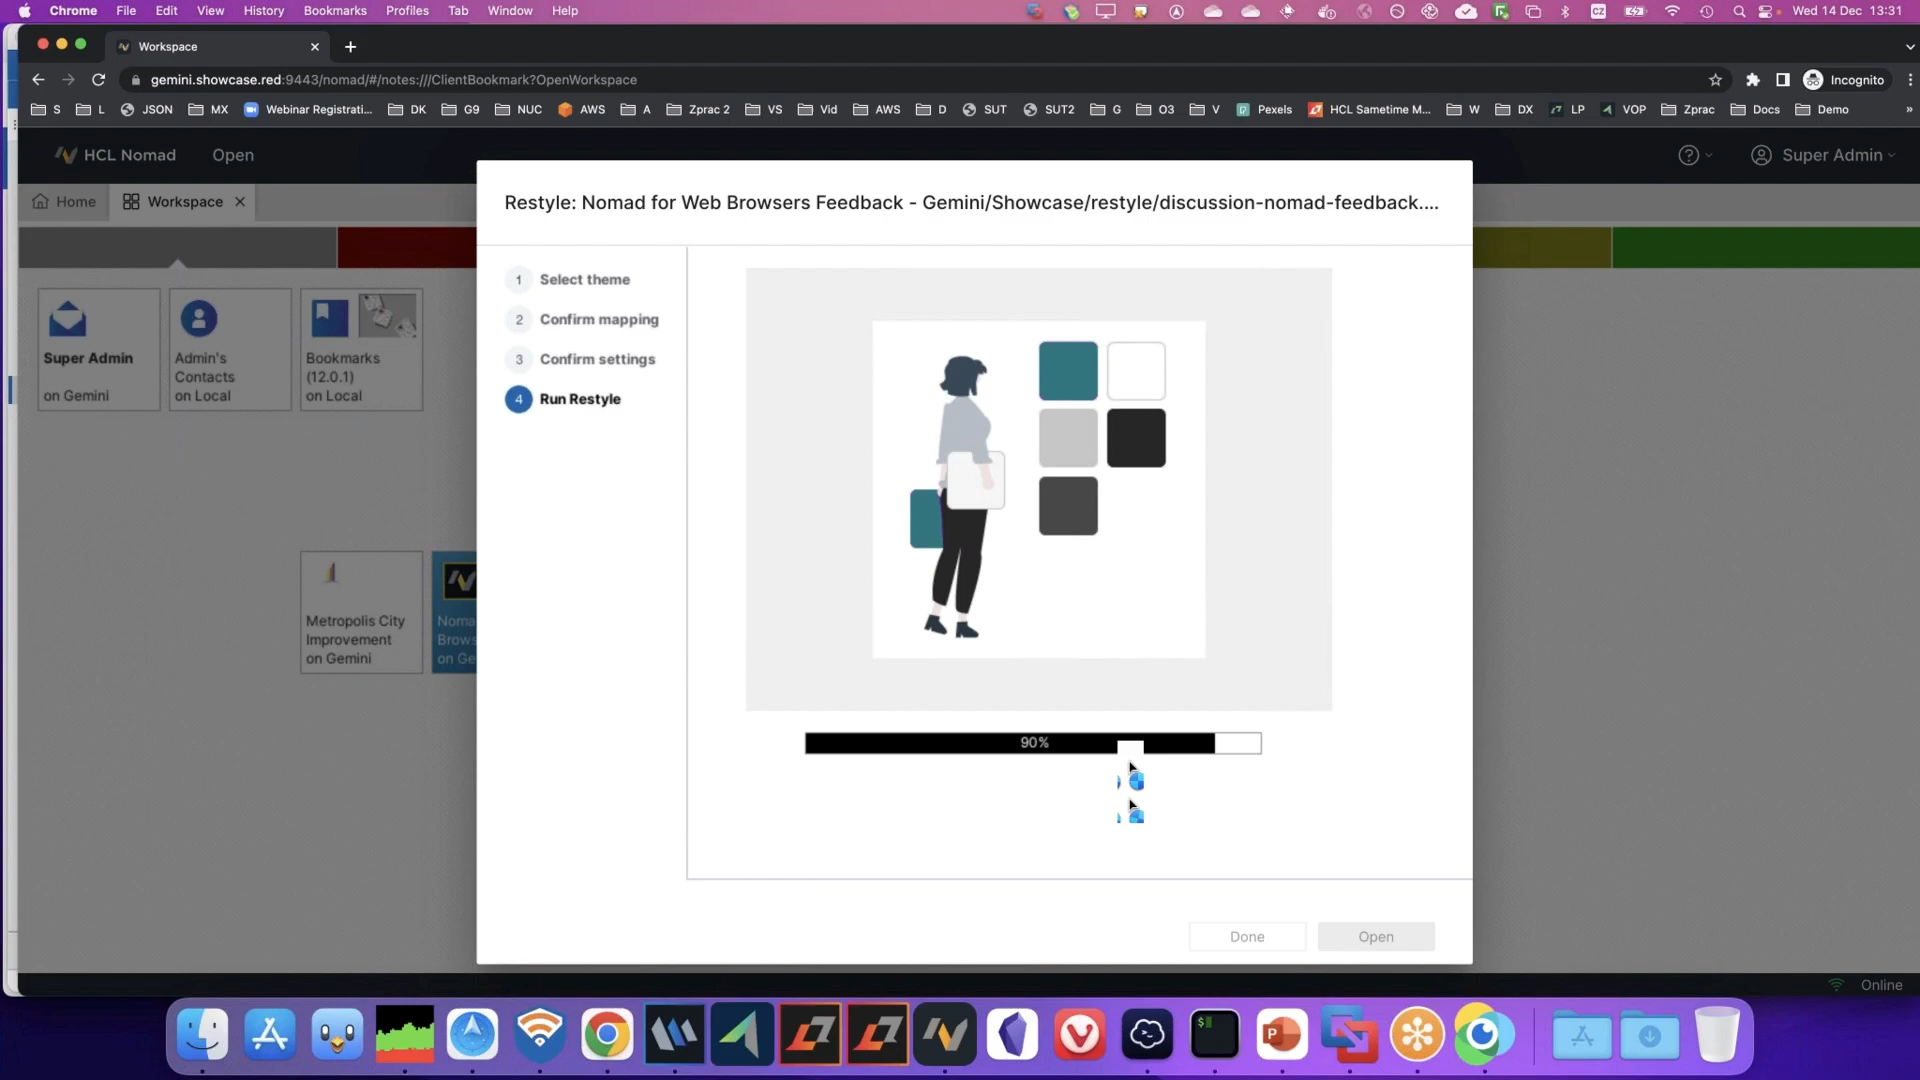 Chrome File Edit View History Bookmarks Profiles Tab Window Help CZ Wed 14 Dec 13:31
Workspace
gemini.showcase.red:9443/nomad/#/notes:///ClientBookmark?OpenWorkspace Incognito
S L JSON MX Webinar Registrati... DK G9 NUC AWS A Zprac 2 VS Vid AWS D SUT SUT2 G O3 V Pexels HCL Sametime M... W DX LP VOP Zprac Docs Demo »
HCL Nomad Open ? Super Admin
Home Workspace
Restyle: Nomad for Web Browsers Feedback - Gemini/Showcase/restyle/discussion-nomad-feedback....
1 Select theme
2 Confirm mapping
3 Confirm settings
4 Run Restyle
Super Admin
on Gemini
Admin's
Contacts
on Local
Bookmarks
(12.0.1)
on Local
Metropolis City
Improvement
on Gemini
Noma
Brows
on Ge
90%
Done Open
Online
$
P